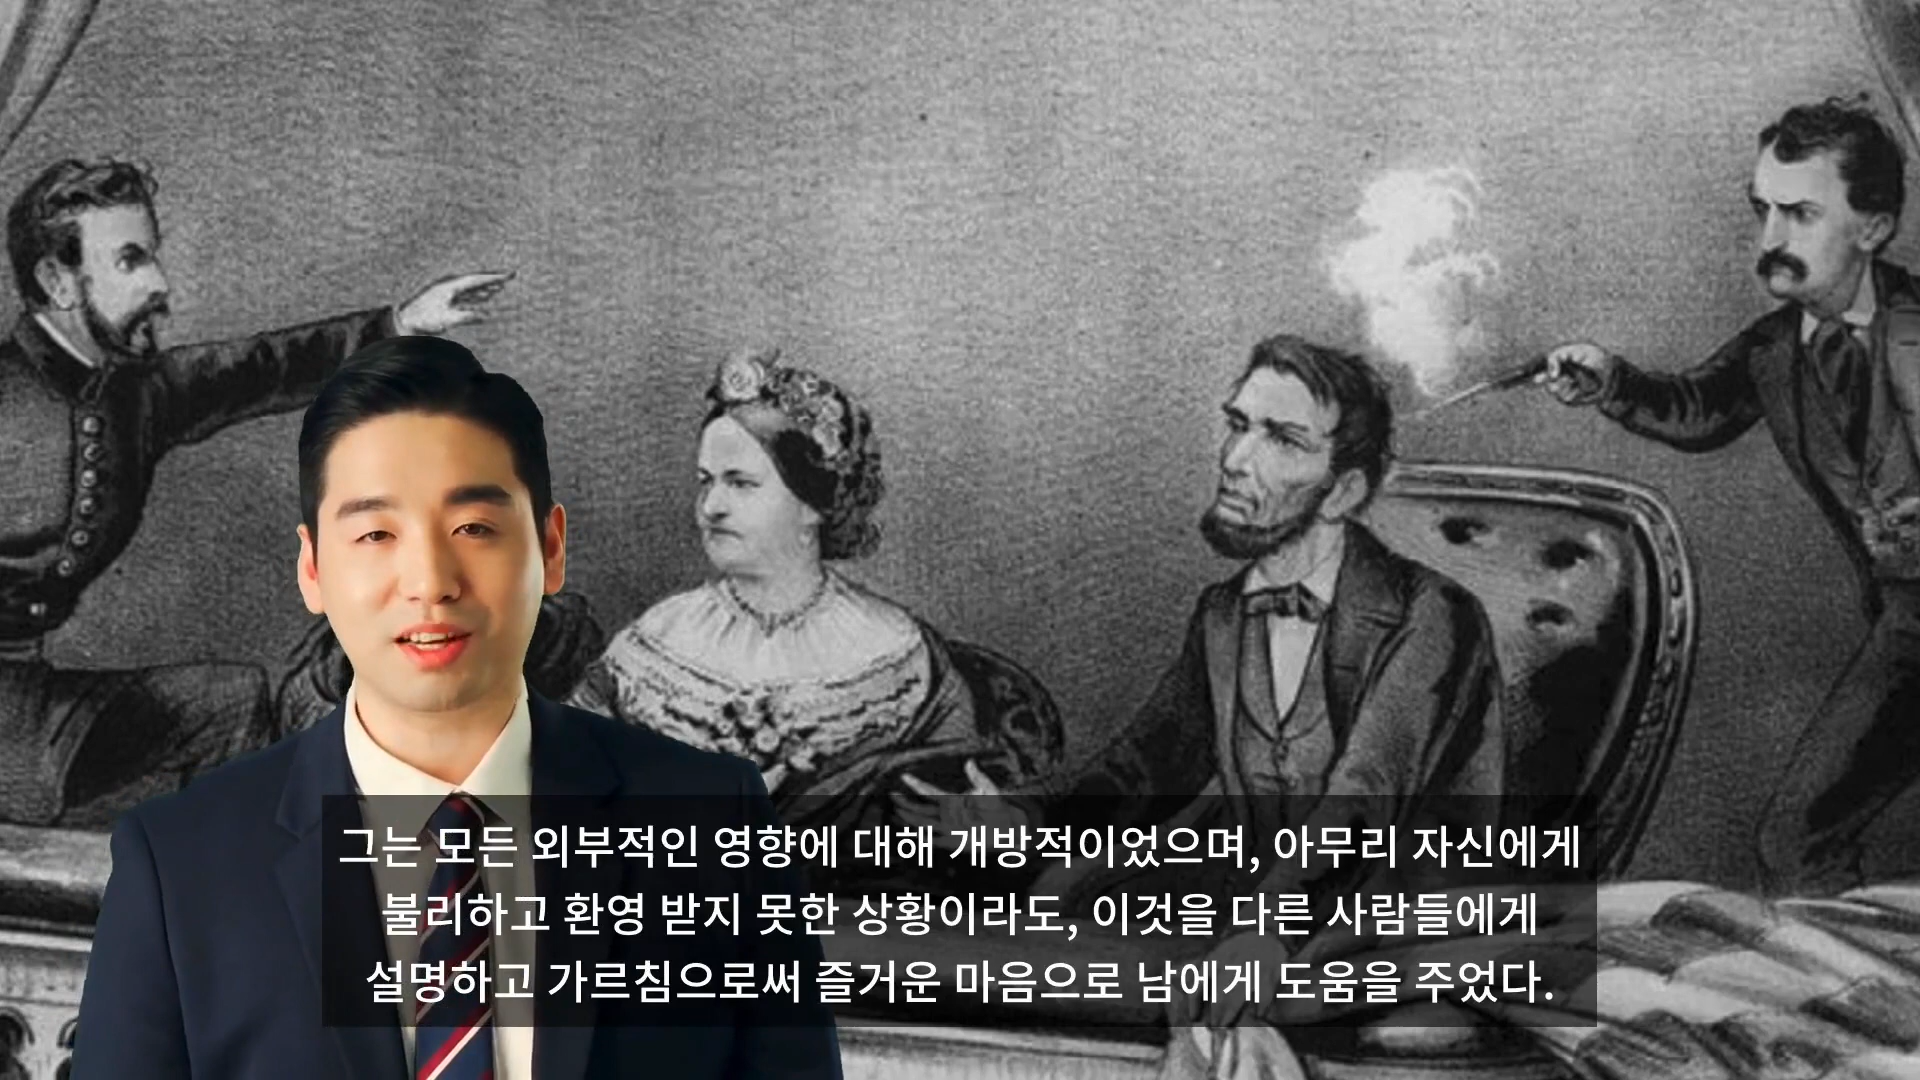 그는 모든 외부적인 영향에 대해 개방적이었으며, 아무리 자신에게
불리하고 환영 받지 못한 상황이라도, 이것을 다른 사람들에게
설명하고 가르침으로써 즐거운 마음으로 남에게 도움을 주었다.